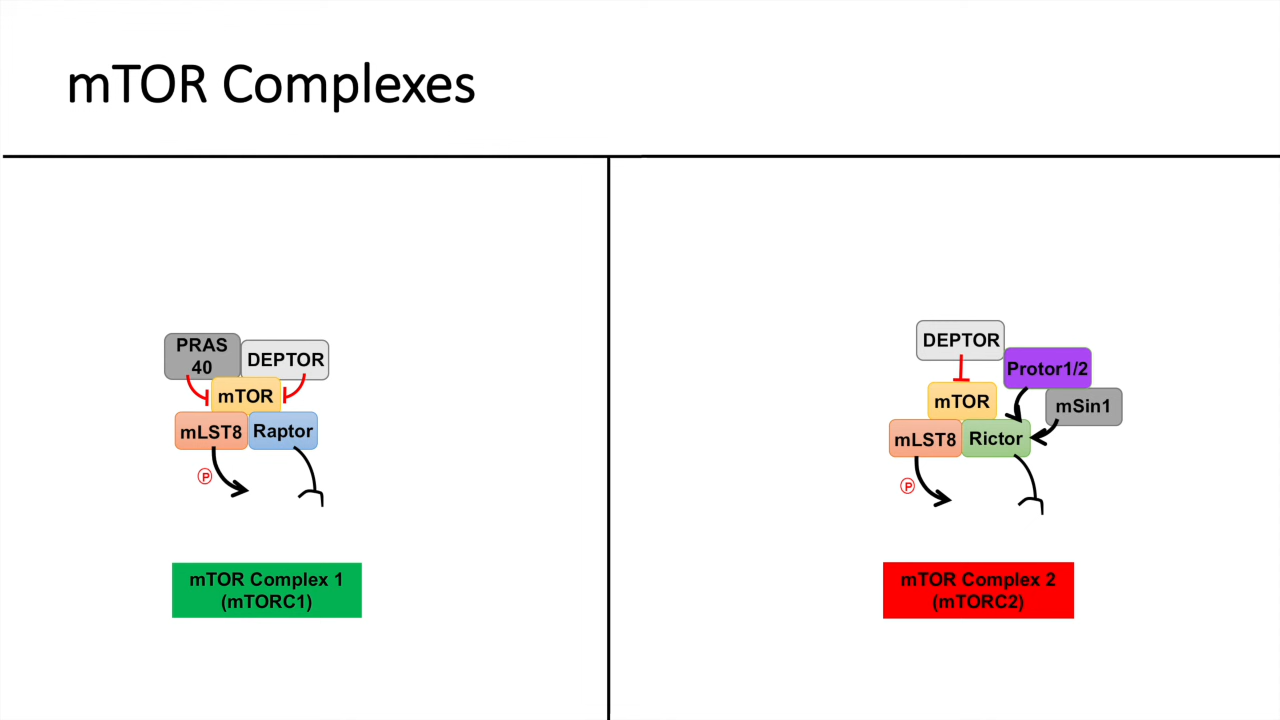 mTOR Complexes
PRAS
40
DEPTOR
mTOR
mLST8
Raptor
P
mTOR Complex 1
(mTORC1)
DEPTOR
Protor1/2
mTOR
mSin1
mLST8
Rictor
P
mTOR Complex 2
(mTORC2)